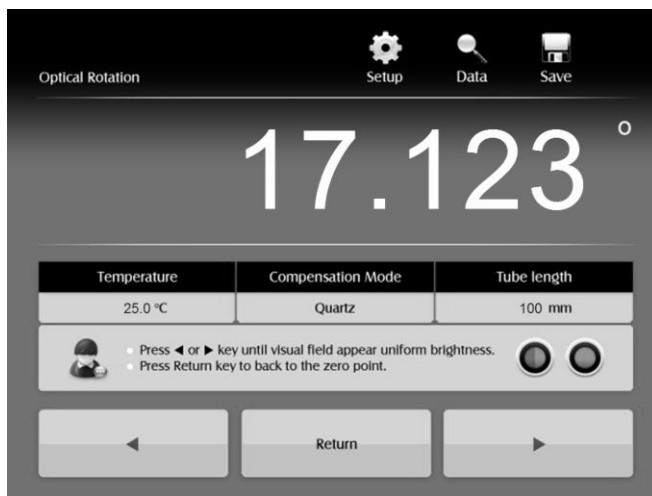 Setup Data Save
Optical Rotation
17.123 °
Temperature Compensation Mode Tube length
25.0 ℃ Quartz 100 mm
Press ◄ or ► key until visual field appear uniform brightness.
Press Return key to back to the zero point.
◄ Return ►